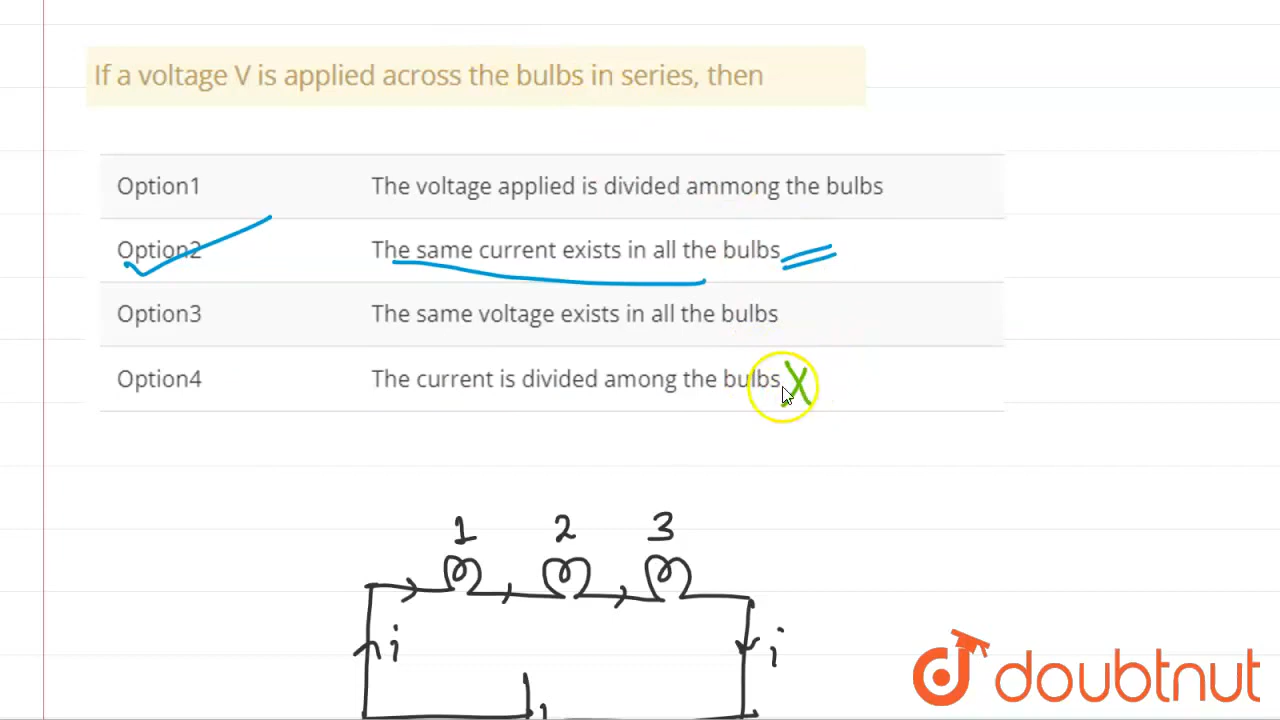 If a voltage V is applied across the bulbs in series, then
Option1 The voltage applied is divided ammong the bulbs
Option2 The same current exists in all the bulbs
Option3 The same voltage exists in all the bulbs
Option4 The current is divided among the bulbs X
1 2 3
i i
doubtnut